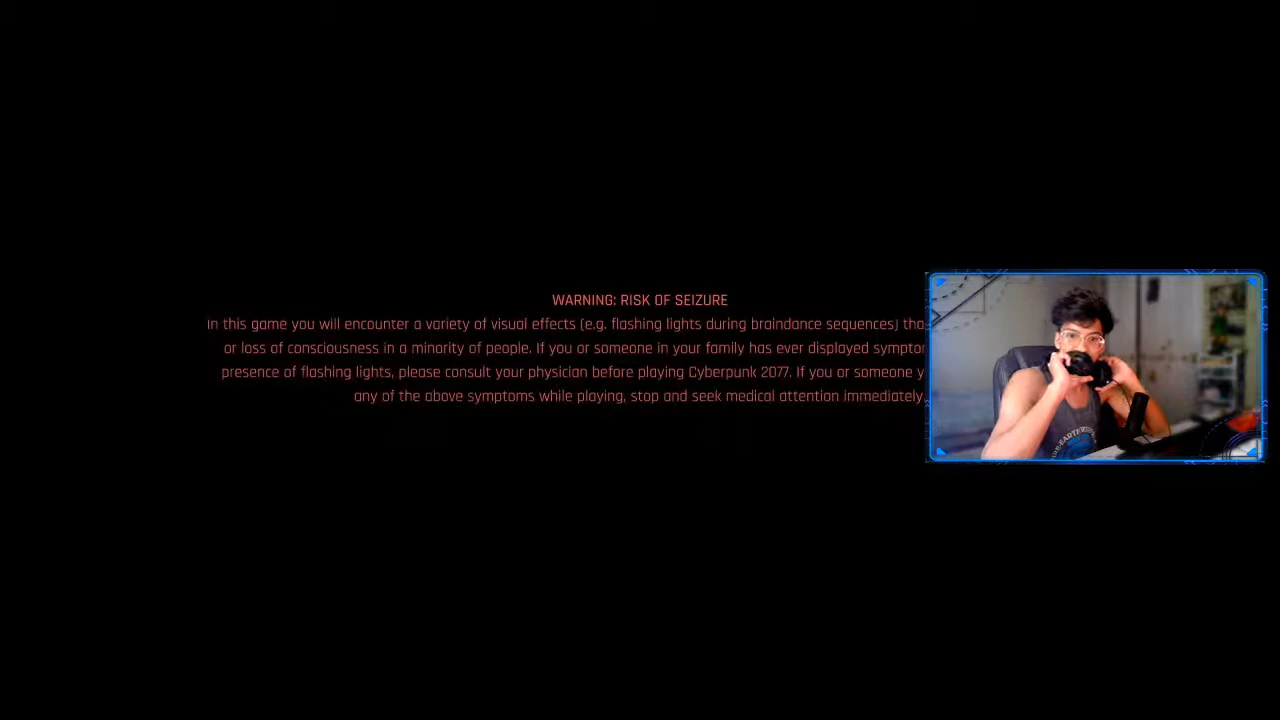 WARNING: RISK OF SEIZURE
In this game you will encounter a variety of visual effects (e.g. flashing lights during braindance sequences) tha
or loss of consciousness in a minority of people. If you or someone in your family has ever displayed sympto
presence of flashing lights, please consult your physician before playing Cyberpunk 2077. If you or someone y
any of the above symptoms while playing, stop and seek medical attention immediately.